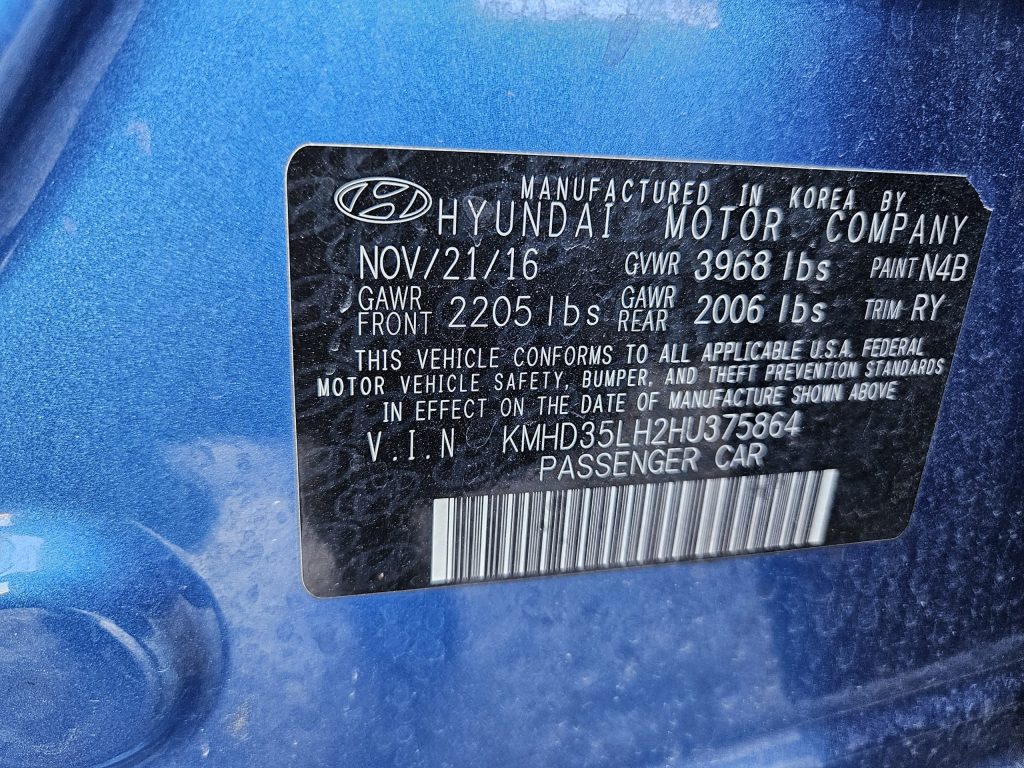 MANUFACTURED IN KOREA BY
HYUNDAI MOTOR COMPANY
NOV/21/16 GVWR 3968 lbs PAINT N4B
GAWR FRONT 2205 lbs GAWR REAR 2006 lbs TRIM RY
THIS VEHICLE CONFORMS TO ALL APPLICABLE U.S.A. FEDERAL
MOTOR VEHICLE SAFETY, BUMPER, AND THEFT PREVENTION STANDARDS
IN EFFECT ON THE DATE OF MANUFACTURE SHOWN ABOVE
V.I.N KMHD35LH2HU375864
PASSENGER CAR